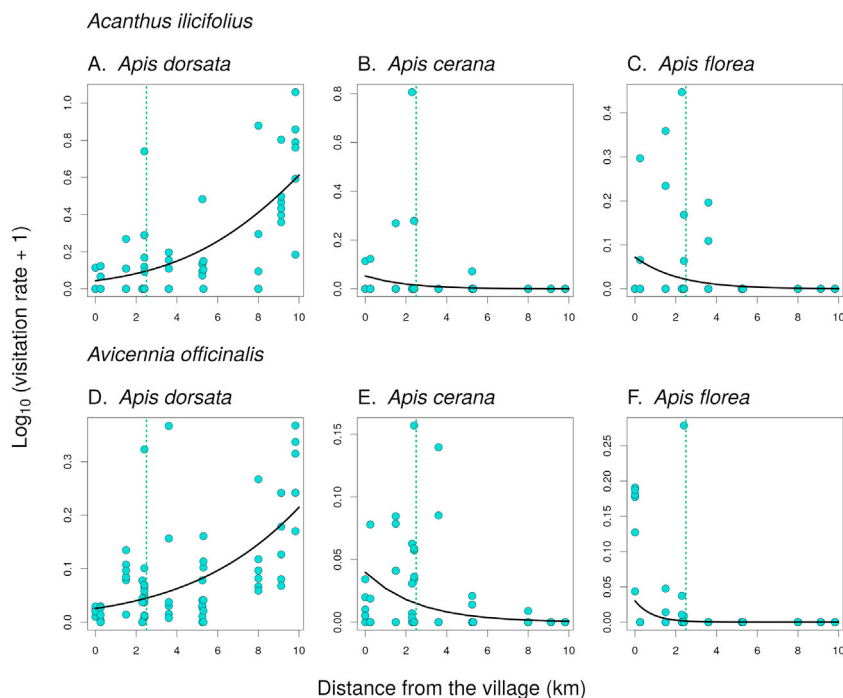 Acanthus ilicifolius
A. Apis dorsata
B. Apis cerana
C. Apis florea
1.0
0.8
0.6
0.4
0.2
0.0
0 2 4 6 8 10
0.8
0.6
0.4
0.2
0.0
0 2 4 6 8 10
0.4
0.3
0.2
0.1
0.0
0 2 4 6 8 10
Log10 (visitation rate + 1)
Avicennia officinalis
D. Apis dorsata
E. Apis cerana
F. Apis florea
0.3
0.2
0.1
0.0
0 2 4 6 8 10
0.15
0.10
0.05
0.00
0 2 4 6 8 10
0.25
0.20
0.15
0.10
0.05
0.00
0 2 4 6 8 10
Distance from the village (km)